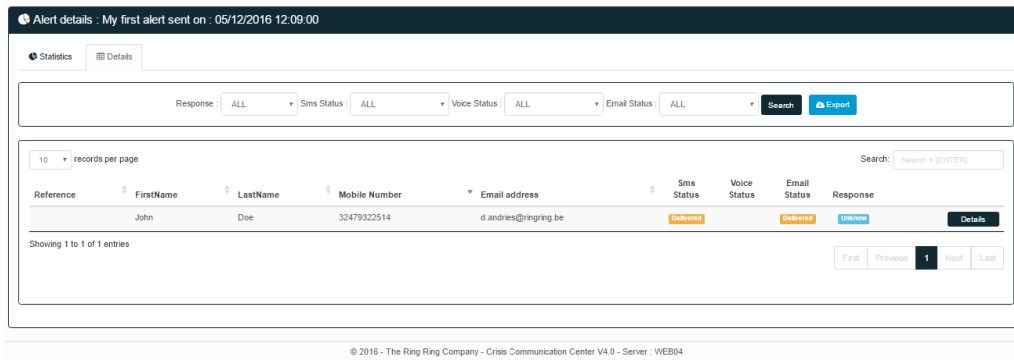 Alert details : My first alert sent on : 05/12/2016 12:09:00
Statistics Details
Response : ALL Sms Status : ALL Voice Status : ALL Email Status : ALL Search Export
10 records per page Search: Search + [ENTER]
Reference FirstName LastName Mobile Number Email address Sms Status Voice Status Email Status Response
John Doe 32479322514 d.andries@ringring.be Delivered Delivered Unknow Details
Showing 1 to 1 of 1 entries
First Previous 1 Next Last
© 2016 - The Ring Ring Company - Crisis Communication Center V4.0 - Server : WEB04